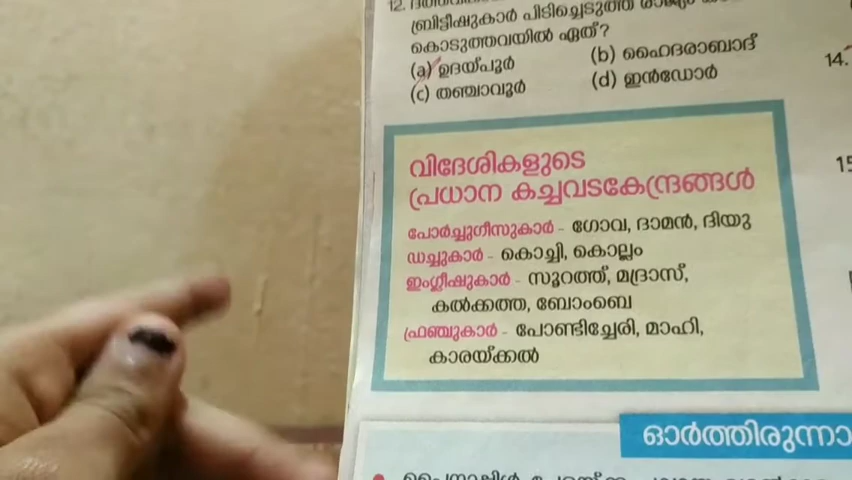 12.
ബ്രിട്ടീഷുകാർ പിടിച്ചെടുത്ത രാജ്യം
കൊടുത്തവയിൽ ഏത്?
(a) ഉദയ്പൂർ (b) ഹൈദരാബാദ്
(c) തഞ്ചാവൂർ (d) ഇൻഡോർ
14.
വിദേശികളുടെ
പ്രധാന കച്ചവടകേന്ദ്രങ്ങൾ
പോർച്ചുഗീസുകാർ - ഗോവ, ദാമൻ, ദിയു
ഡച്ചുകാർ - കൊച്ചി, കൊല്ലം
ഇംഗ്ലീഷുകാർ - സൂറത്ത്, മദ്രാസ്,
കൽക്കത്ത, ബോംബെ
ഫ്രഞ്ചുകാർ - പോണ്ടിച്ചേരി, മാഹി,
കാരയ്ക്കൽ
15
ഓർത്തിരുന്നാ